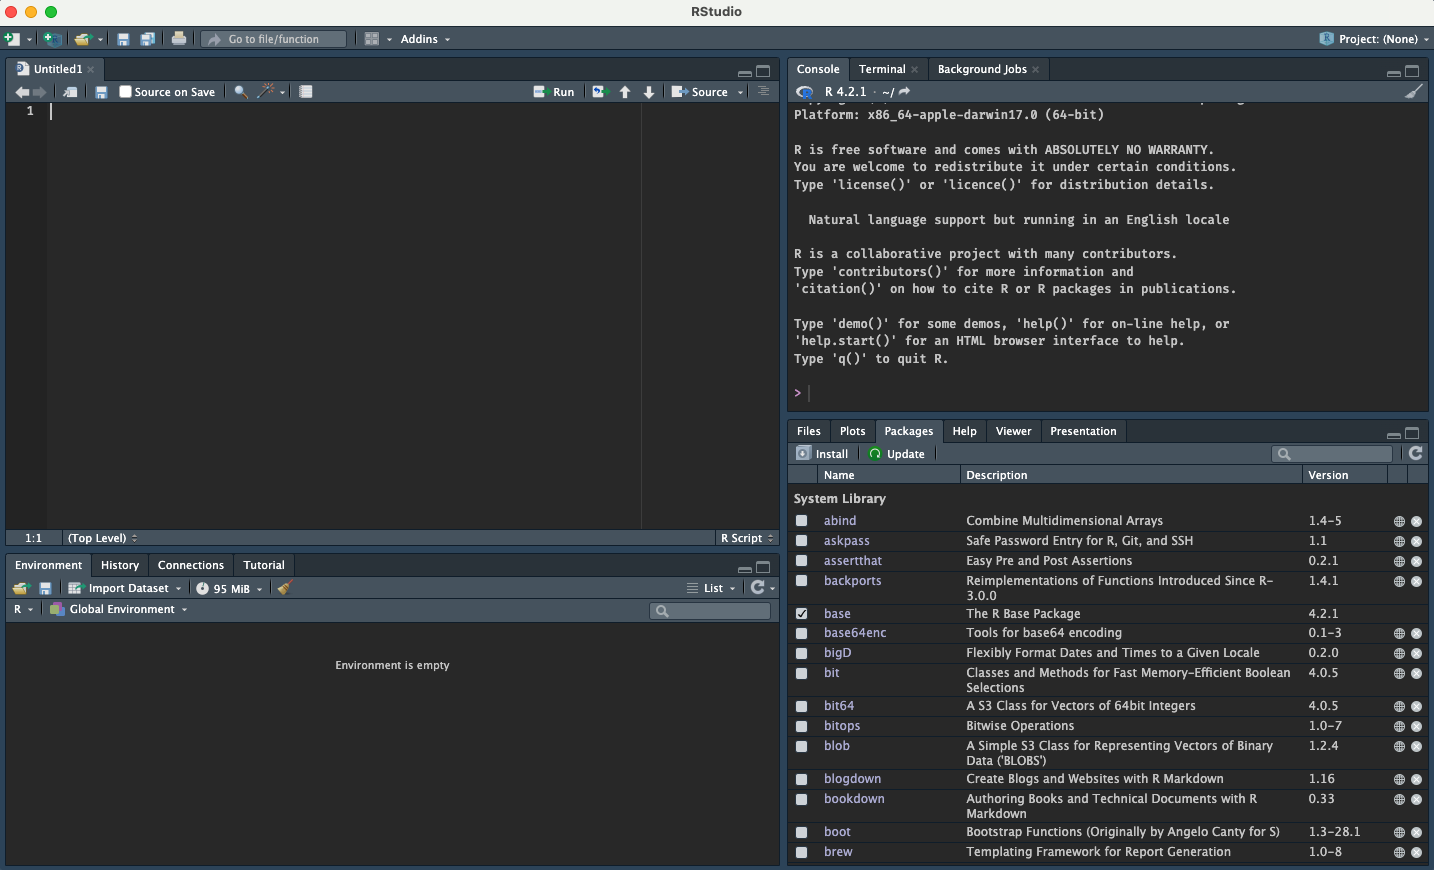 RStudio
Go to file/function
Addins
Project: (None)
Untitled1
Source on Save
Run
Source
1
1:1
(Top Level)
R Script
Environment
History
Connections
Tutorial
Import Dataset
95 MiB
List
R
Global Environment
Environment is empty
Console
Terminal
Background Jobs
R 4.2.1 · ~/
Platform: x86_64-apple-darwin17.0 (64-bit)
R is free software and comes with ABSOLUTELY NO WARRANTY.
You are welcome to redistribute it under certain conditions.
Type 'license()' or 'licence()' for distribution details.
Natural language support but running in an English locale
R is a collaborative project with many contributors.
Type 'contributors()' for more information and
'citation()' on how to cite R or R packages in publications.
Type 'demo()' for some demos, 'help()' for on-line help, or
'help.start()' for an HTML browser interface to help.
Type 'q()' to quit R.
>
Files
Plots
Packages
Help
Viewer
Presentation
Install
Update
Name Description Version
System Library
abind Combine Multidimensional Arrays 1.4-5
askpass Safe Password Entry for R, Git, and SSH 1.1
assertthat Easy Pre and Post Assertions 0.2.1
backports Reimplementations of Functions Introduced Since R- 1.4.1
3.0.0
base The R Base Package 4.2.1
base64enc Tools for base64 encoding 0.1-3
bigD Flexibly Format Dates and Times to a Given Locale 0.2.0
bit Classes and Methods for Fast Memory-Efficient Boolean 4.0.5
Selections
bit64 A S3 Class for Vectors of 64bit Integers 4.0.5
bitops Bitwise Operations 1.0-7
blob A Simple S3 Class for Representing Vectors of Binary 1.2.4
Data ('BLOBS')
blogdown Create Blogs and Websites with R Markdown 1.16
bookdown Authoring Books and Technical Documents with R 0.33
Markdown
boot Bootstrap Functions (Originally by Angelo Canty for S) 1.3-28.1
brew Templating Framework for Report Generation 1.0-8